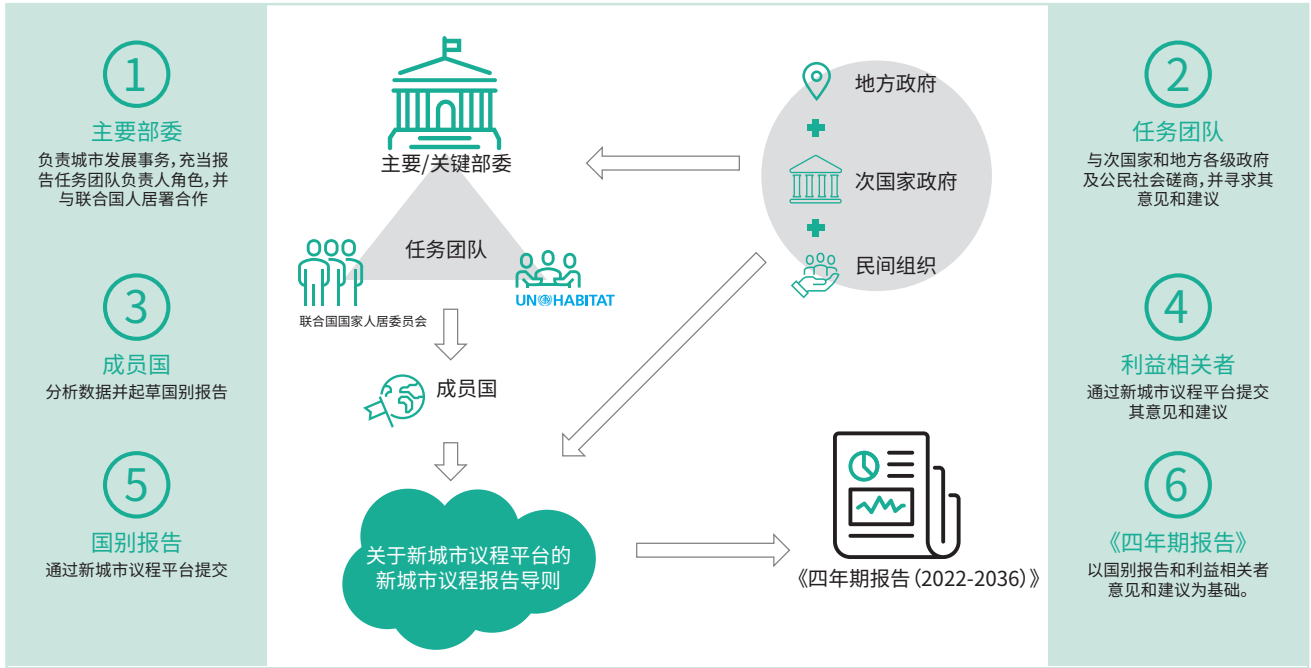 1
主要部委
负责城市发展事务，充当报
告任务团队负责人角色，并
与联合国人居署合作
3
成员国
分析数据并起草国别报告
5
国别报告
通过新城市议程平台提交
主要/关键部委
任务团队
联合国国家人居委员会
UN HABITAT
成员国
关于新城市议程平台的
新城市议程报告导则
地方政府
次国家政府
民间组织
《四年期报告（2022-2036）》
2
任务团队
与次国家和地方各级政府
及公民社会磋商，并寻求其
意见和建议
4
利益相关者
通过新城市议程平台提交
其意见和建议
6
《四年期报告》
以国别报告和利益相关者
意见和建议为基础。